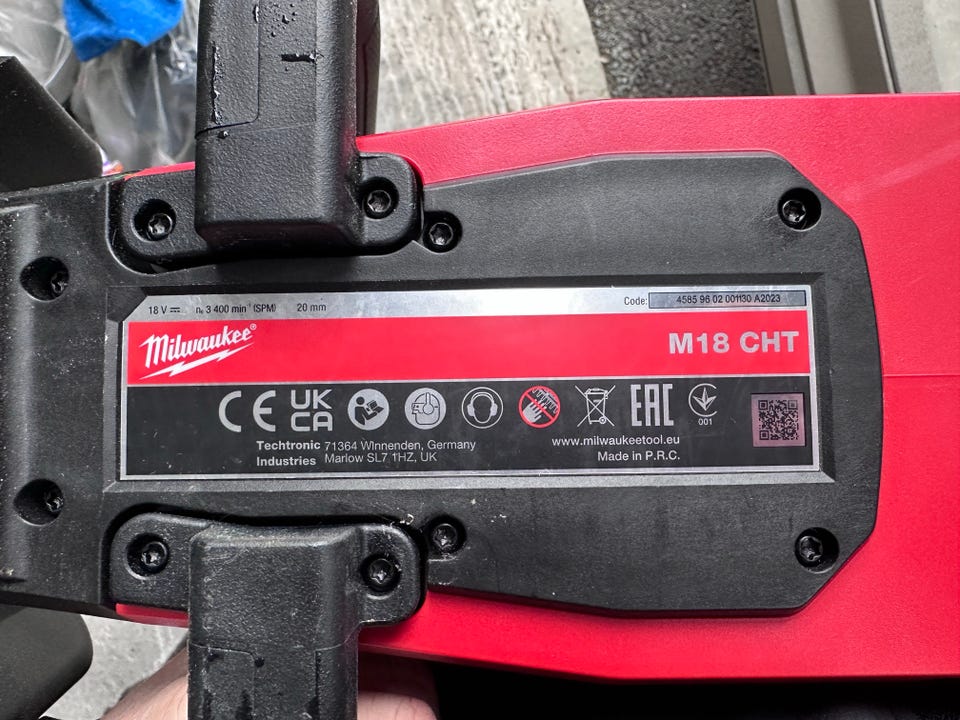 18 V ⎓ n₀ 3 400 min⁻¹ (SPM) 20 mm Code: 4585 96 02 001130 A2023
Milwaukee®
M18 CHT
CE UK CA EAC
001
Techtronic 71364 WInnenden, Germany
Industries Marlow SL7 1HZ, UK
www.milwaukeetool.eu
Made in P.R.C.